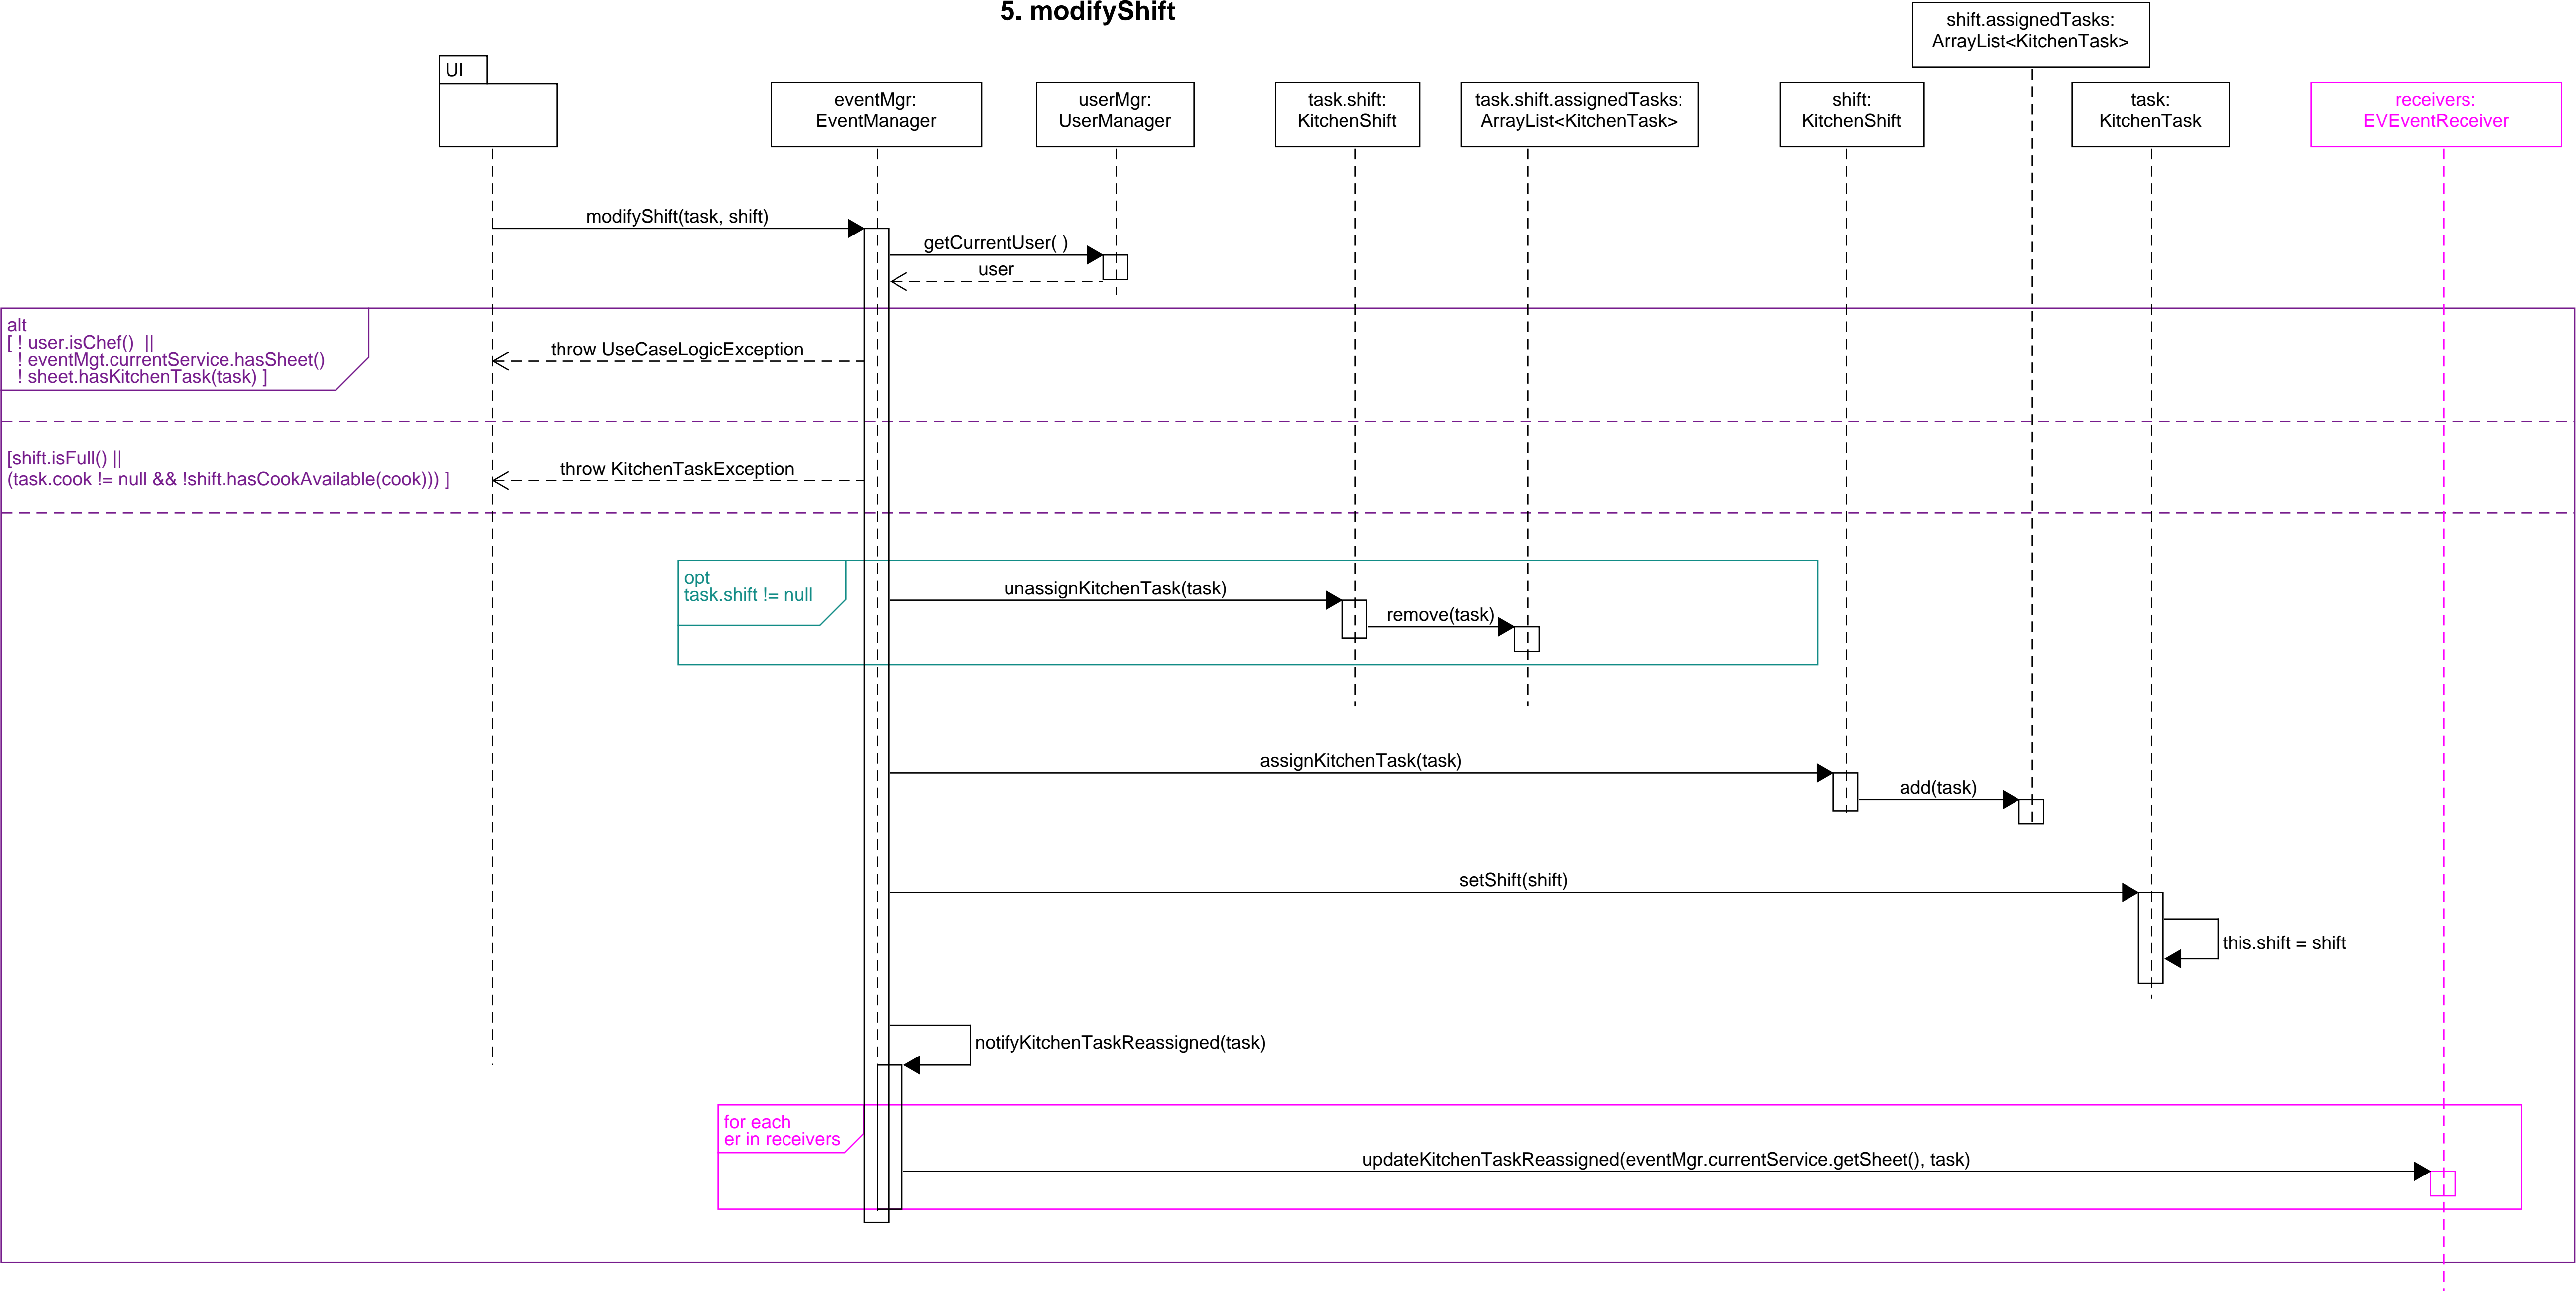 5. modifyShift
shift.assignedTasks:
ArrayList<KitchenTask>
UI
eventMgr:
EventManager
userMgr:
UserManager
task.shift:
KitchenShift
task.shift.assignedTasks:
ArrayList<KitchenTask>
shift:
KitchenShift
task:
KitchenTask
receivers:
EVEventReceiver
modifyShift(task, shift)
getCurrentUser( )
user
alt
[ ! user.isChef()  ||
! eventMgt.currentService.hasSheet()
! sheet.hasKitchenTask(task) ]
throw UseCaseLogicException
[shift.isFull() ||
(task.cook != null && !shift.hasCookAvailable(cook))) ]
throw KitchenTaskException
opt
task.shift != null
unassignKitchenTask(task)
remove(task)
assignKitchenTask(task)
add(task)
setShift(shift)
this.shift = shift
notifyKitchenTaskReassigned(task)
for each
er in receivers
updateKitchenTaskReassigned(eventMgr.currentService.getSheet(), task)